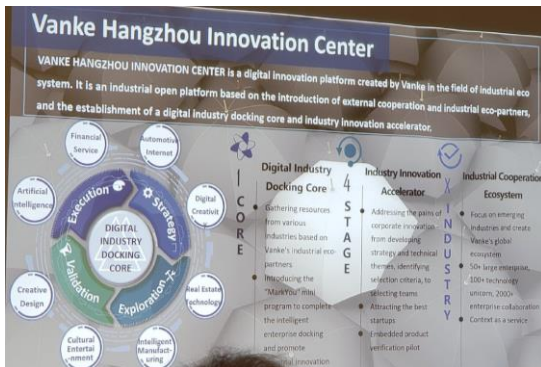 Vanke Hangzhou Innovation Center
VANKE HANGZHOU INNOVATION CENTER is a digital innovation platform created by Vanke in the field of industrial eco
system. It is an industrial open platform based on the introduction of external cooperation and industrial eco-partners,
and the establishment of a digital industry docking core and industry innovation accelerator.
Financial
Service
Automotive
Internet
Artificial
Intelligence
Digital
Creativit
Creative
Design
Real Estate
Technology
Cultural
Entertai
-nment
Intelligent
Manufact-
uring
Execution
Strategy
Validation
Exploration
DIGITAL
INDUSTRY
DOCKING
CORE
1 CORE
Digital Industry
Docking Core
Gathering resources
from various
industries based on
Vanke's industrial eco-
partners
Introducing the
mini
program to complete
the intelligent
enterprise docking
and promote
innovation
4 STAGE
Industry Innovation
Accelerator
Addressing the pains of
corporate innovation
from developing
strategy and technical
themes, identifying
selection criteria, to
selecting teams
Attracting the best
startups
Embedded product
verification pilot
X INDUSTRY
Industrial Cooperation
Ecosystem
Focus on emerging
industries and create
Vanke's global
ecosystem
50+ large enterprise,
100+ technology
unicorn, 2000+
enterprise collaboration
Context as a service